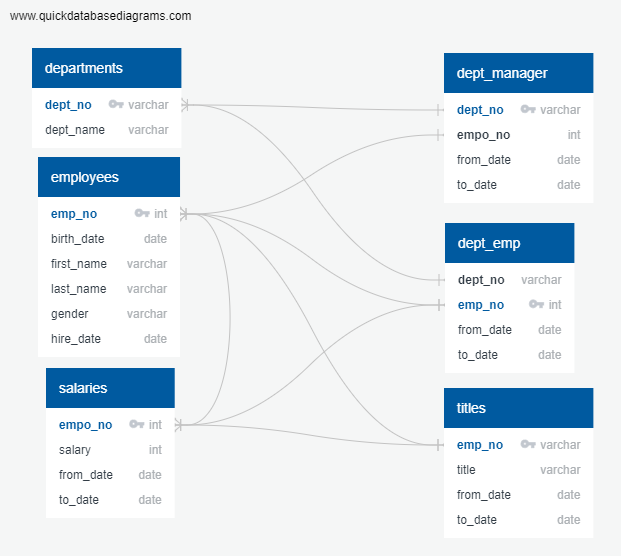 www.quickdatabasediagrams.com
departments
dept_no varchar
dept_name varchar
employees
emp_no int
birth_date date
first_name varchar
last_name varchar
gender varchar
hire_date date
salaries
empo_no int
salary int
from_date date
to_date date
dept_manager
dept_no varchar
empo_no int
from_date date
to_date date
dept_emp
dept_no varchar
emp_no int
from_date date
to_date date
titles
emp_no varchar
title varchar
from_date date
to_date date